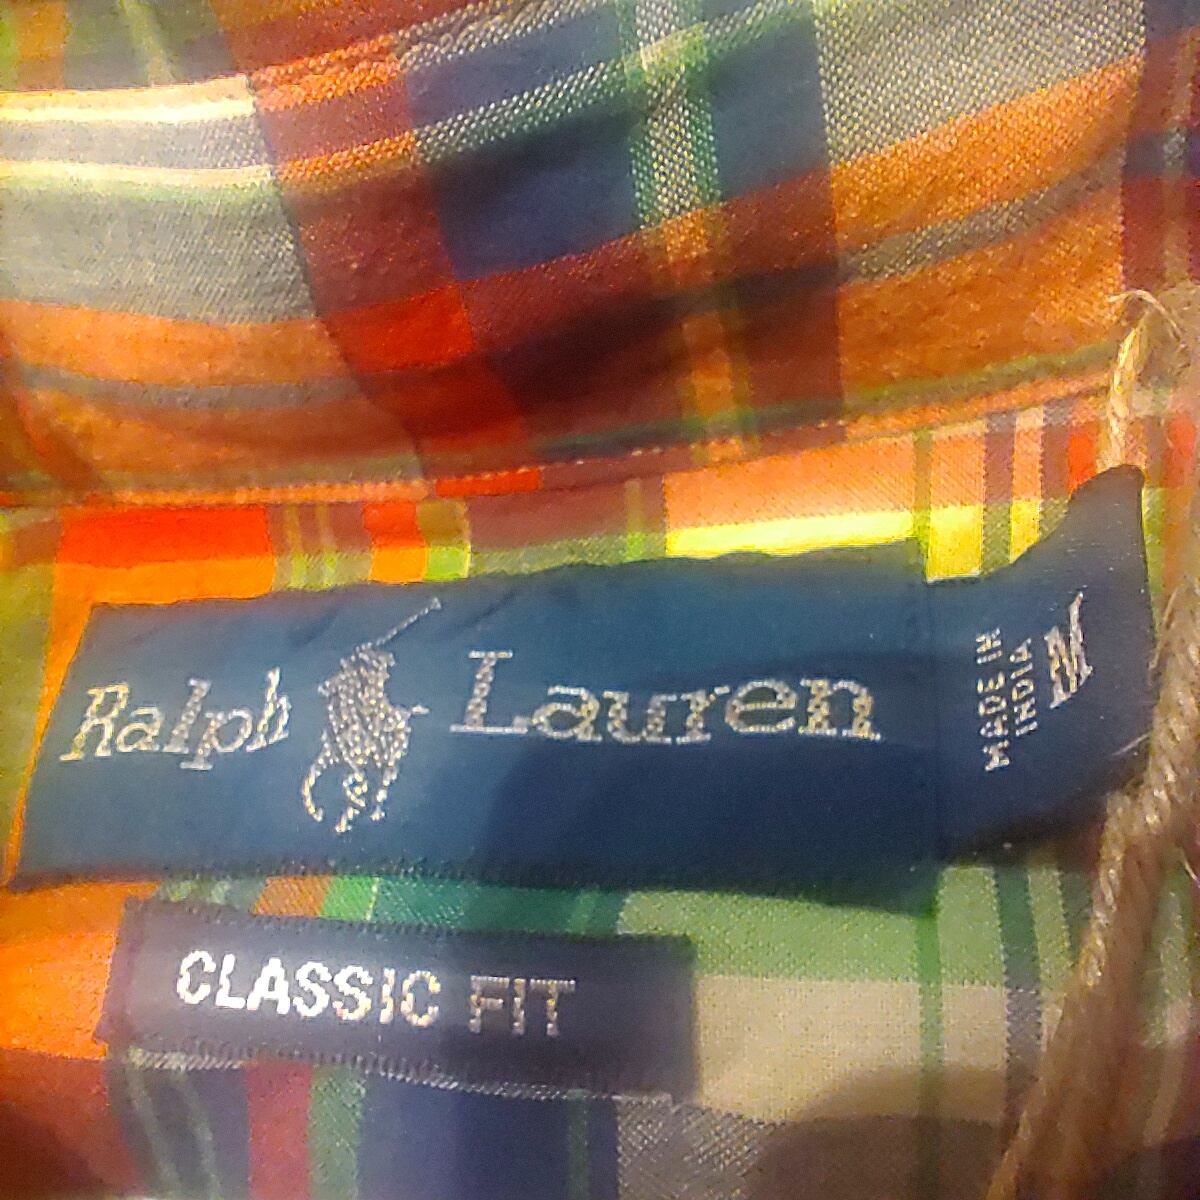 Ralph Lauren
MADE IN
INDIA
M
CLASSIC FIT